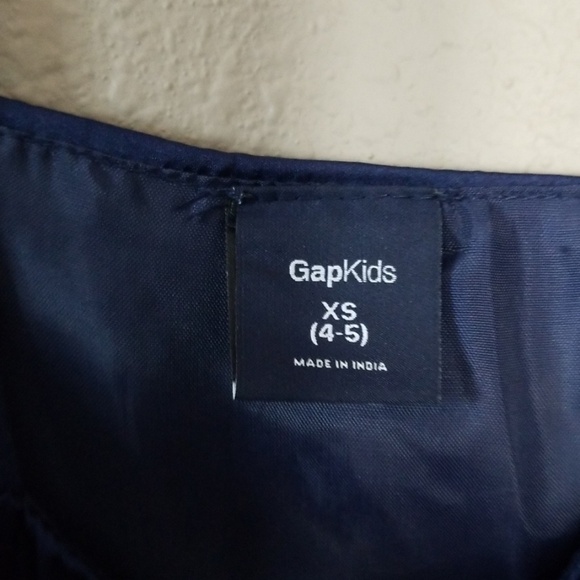 GapKids
XS
(4-5)
MADE IN INDIA